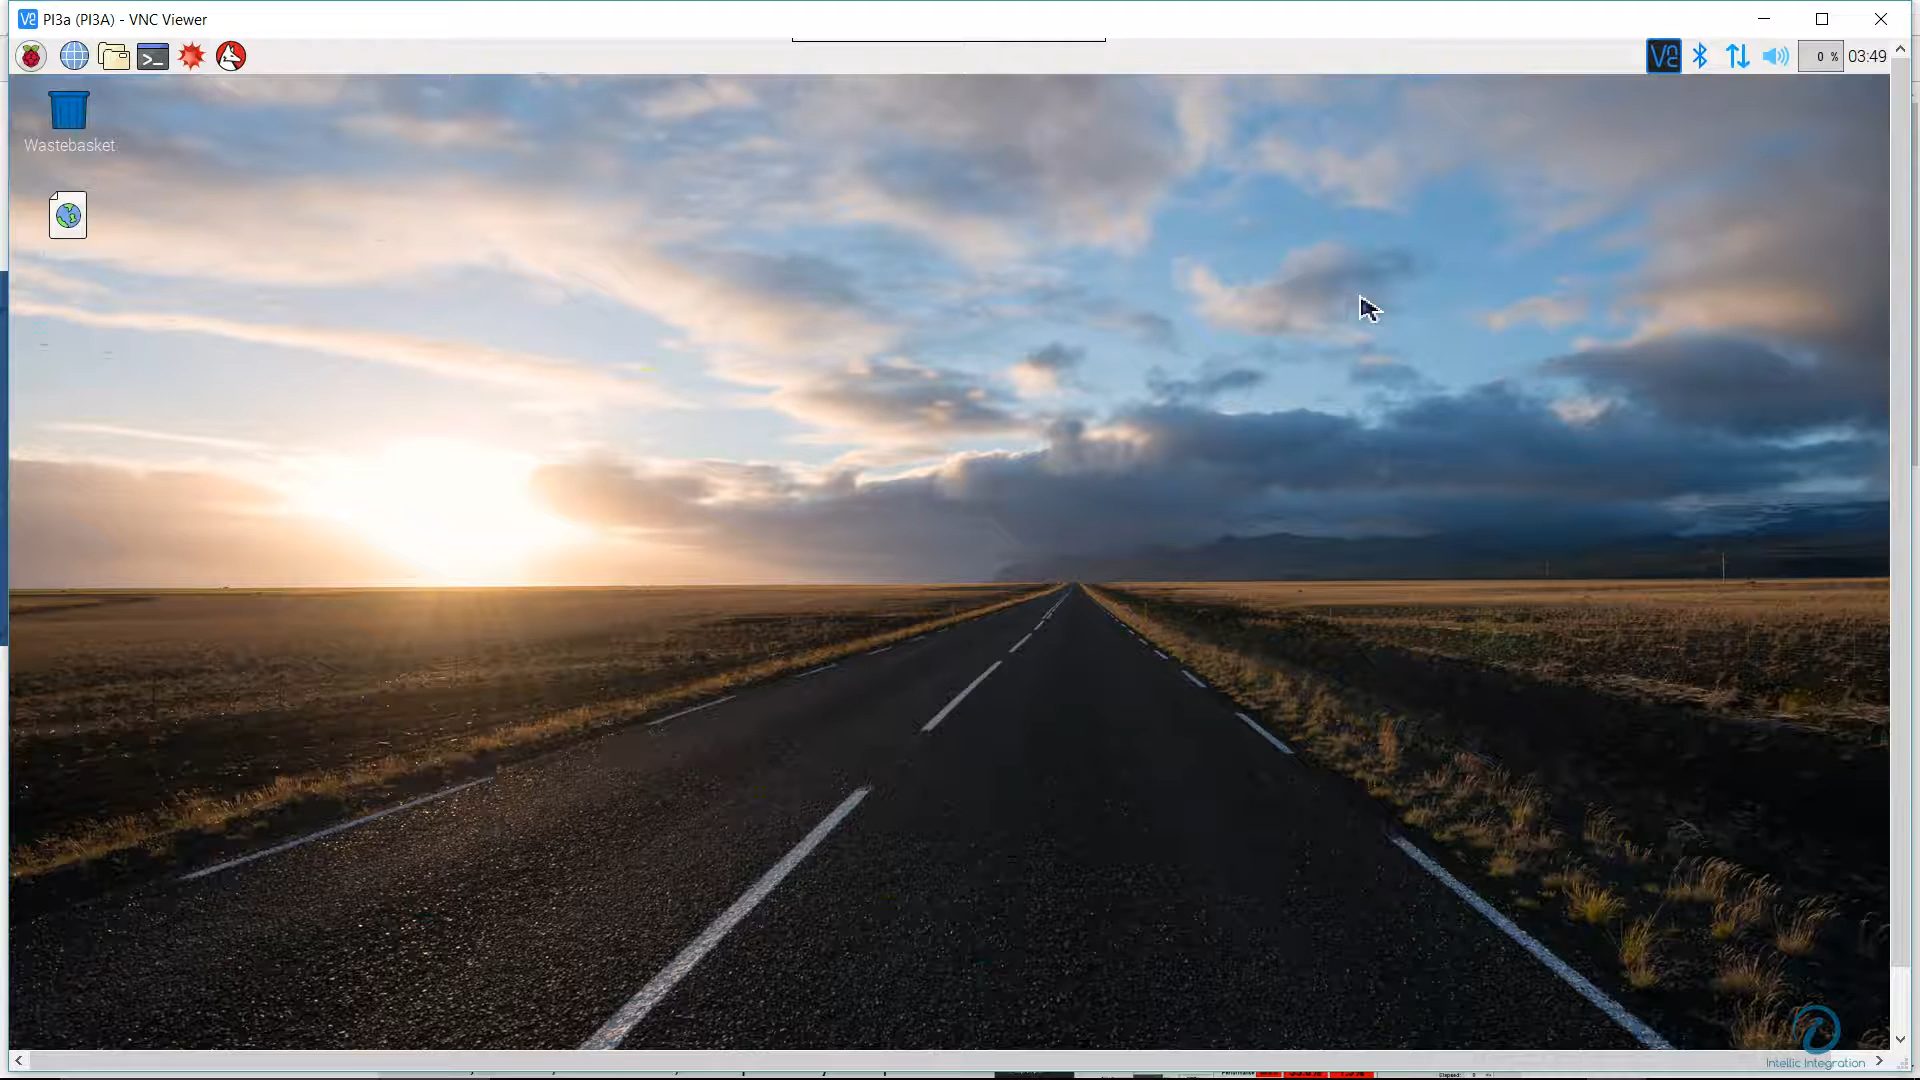 PI3a (PI3A) - VNC Viewer
0 %
03:49
Wastebasket
Intellic Integration